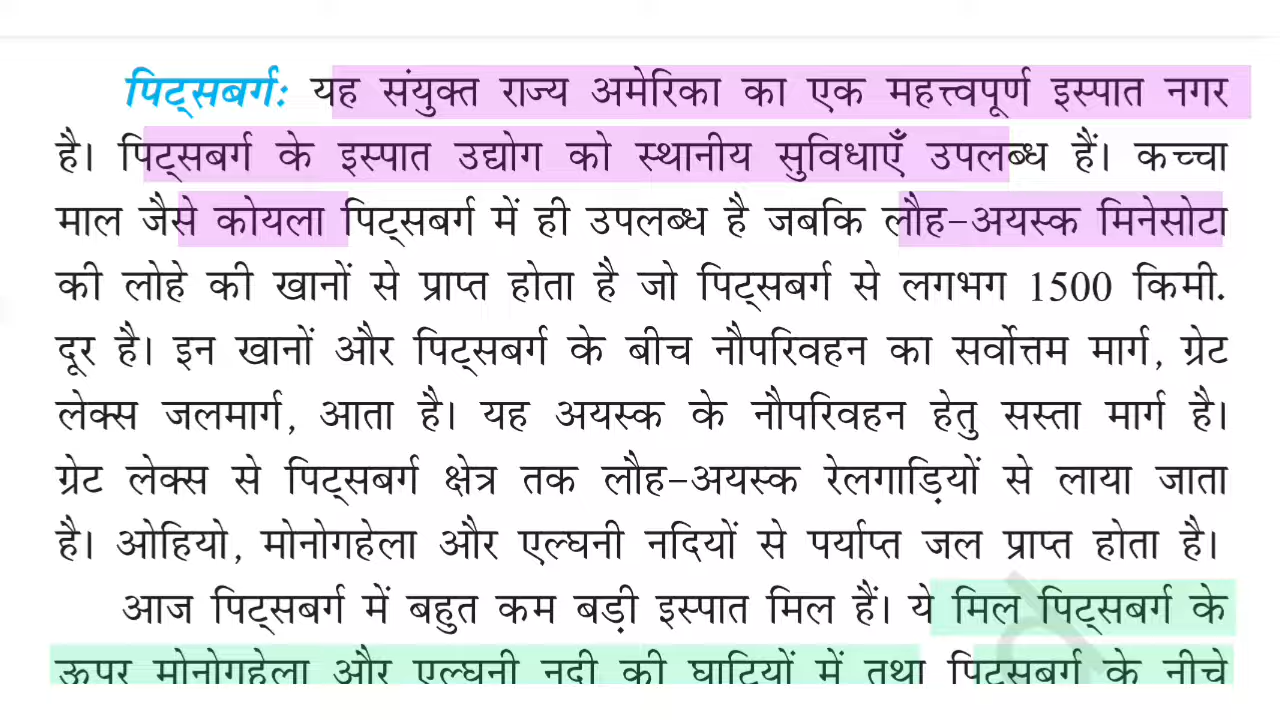 पिट्सबर्ग: यह संयुक्त राज्य अमेरिका का एक महत्त्वपूर्ण इस्पात नगर
है। पिट्सबर्ग के इस्पात उद्योग को स्थानीय सुविधाएँ उपलब्ध हैं। कच्चा
माल जैसे कोयला पिट्सबर्ग में ही उपलब्ध है जबकि लौह-अयस्क मिनेसोटा
की लोहे की खानों से प्राप्त होता है जो पिट्सबर्ग से लगभग 1500 किमी.
दूर है। इन खानों और पिट्सबर्ग के बीच नौपरिवहन का सर्वोत्तम मार्ग, ग्रेट
लेक्स जलमार्ग, आता है। यह अयस्क के नौपरिवहन हेतु सस्ता मार्ग है।
ग्रेट लेक्स से पिट्सबर्ग क्षेत्र तक लौह-अयस्क रेलगाड़ियों से लाया जाता
है। ओहियो, मोनोगहेला और एल्घनी नदियों से पर्याप्त जल प्राप्त होता है।
आज पिट्सबर्ग में बहुत कम बड़ी इस्पात मिल हैं। ये मिल पिट्सबर्ग के
ऊपर मोनोगहेला और एल्घनी नदी की घाटियों में तथा पिट्सबर्ग के नीचे